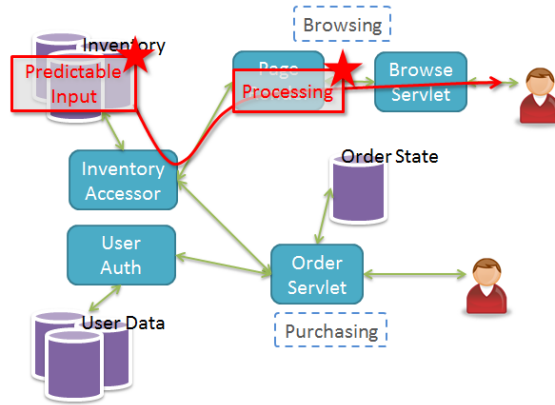 Browsing
Inventory
Predictable
Input
Page
Processing
Browse
Servlet
Inventory
Accessor
Order State
User
Auth
Order
Servlet
User Data
Purchasing